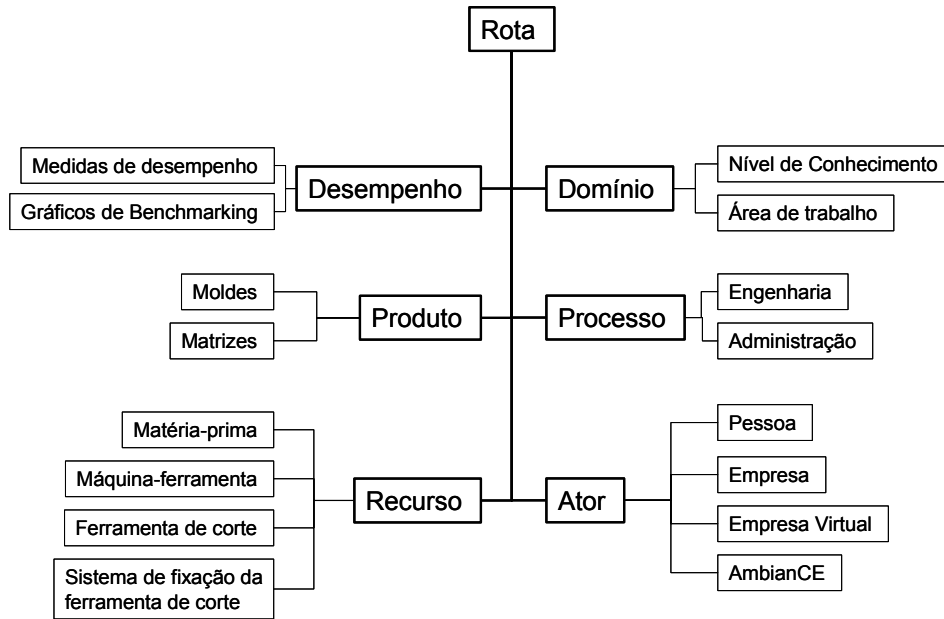 Rota
Medidas de desempenho
Gráficos de Benchmarking
Desempenho
Domínio
Nível de Conhecimento
Área de trabalho
Moldes
Matrizes
Produto
Processo
Engenharia
Administração
Matéria-prima
Máquina-ferramenta
Ferramenta de corte
Sistema de fixação da
ferramenta de corte
Recurso
Ator
Pessoa
Empresa
Empresa Virtual
AmbianCE